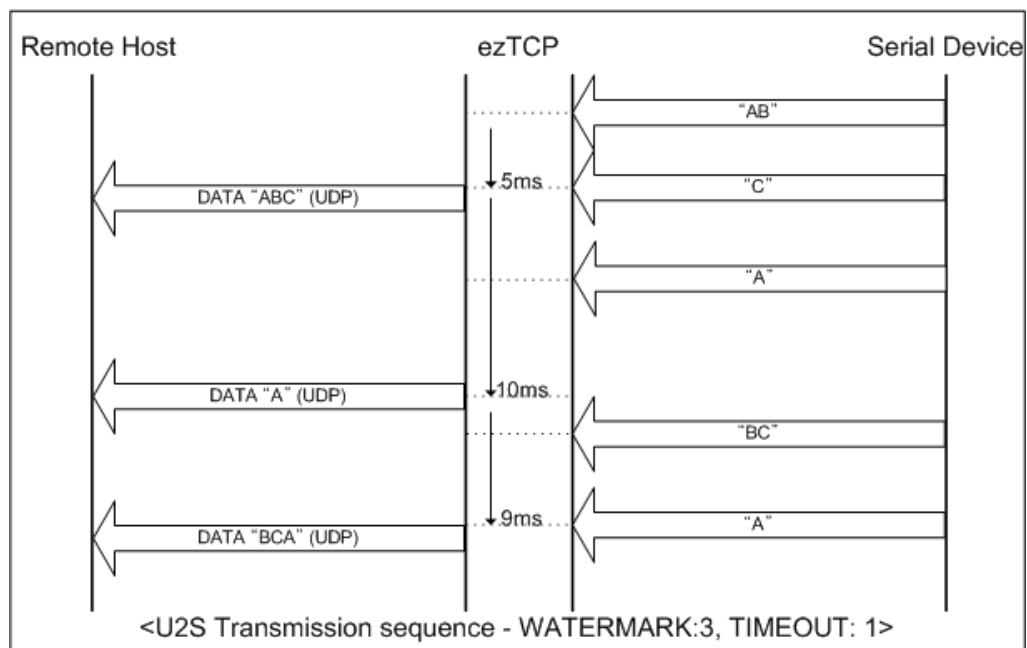 Remote Host
ezTCP
Serial Device
"AB"
5ms
"C"
DATA "ABC" (UDP)
"A"
10ms
DATA "A" (UDP)
"BC"
9ms
"A"
DATA "BCA" (UDP)
<U2S Transmission sequence - WATERMARK:3, TIMEOUT: 1>